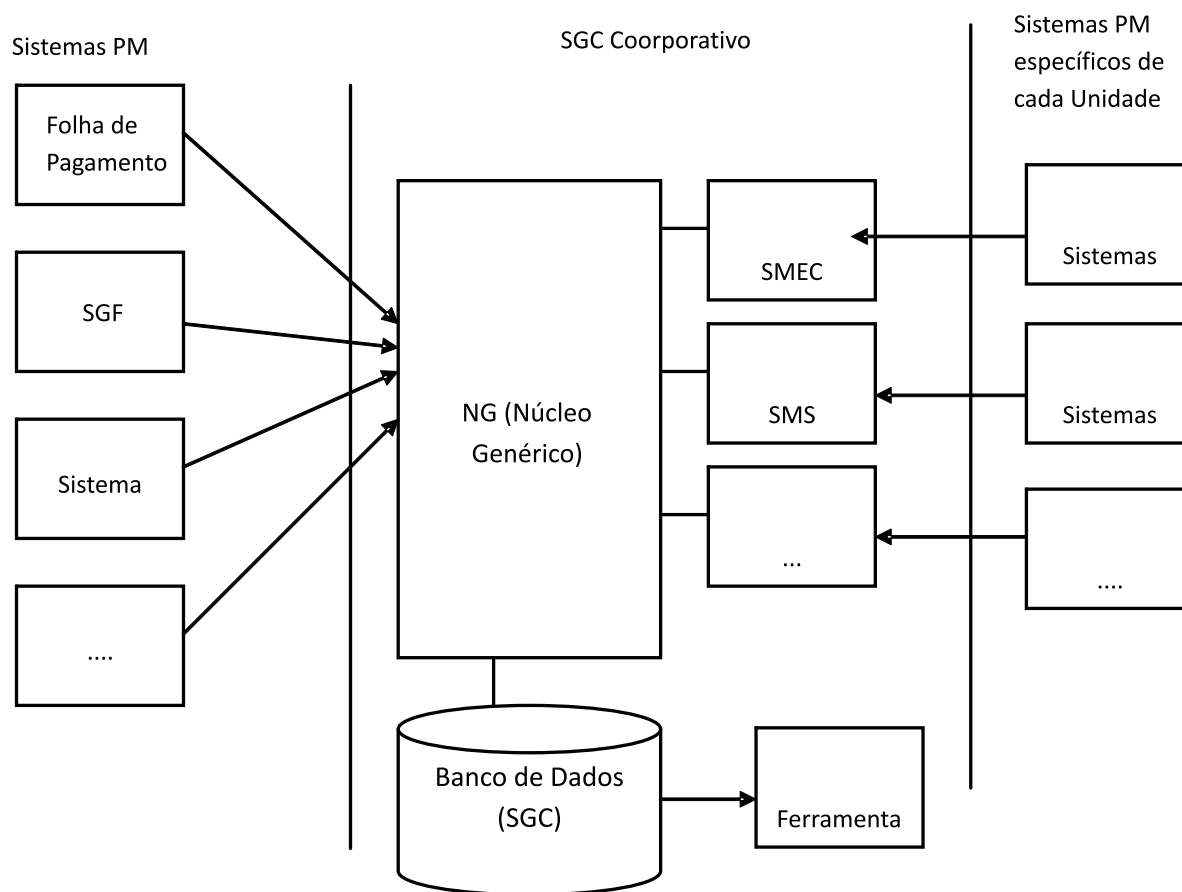 Sistemas PM
Folha de
Pagamento
SGF
Sistema
....
SGC Coorporativo
NG (Núcleo
Genérico)
SMEC
SMS
...
Banco de Dados
(SGC)
Ferramenta
Sistemas PM
específicos de
cada Unidade
Sistemas
Sistemas
....